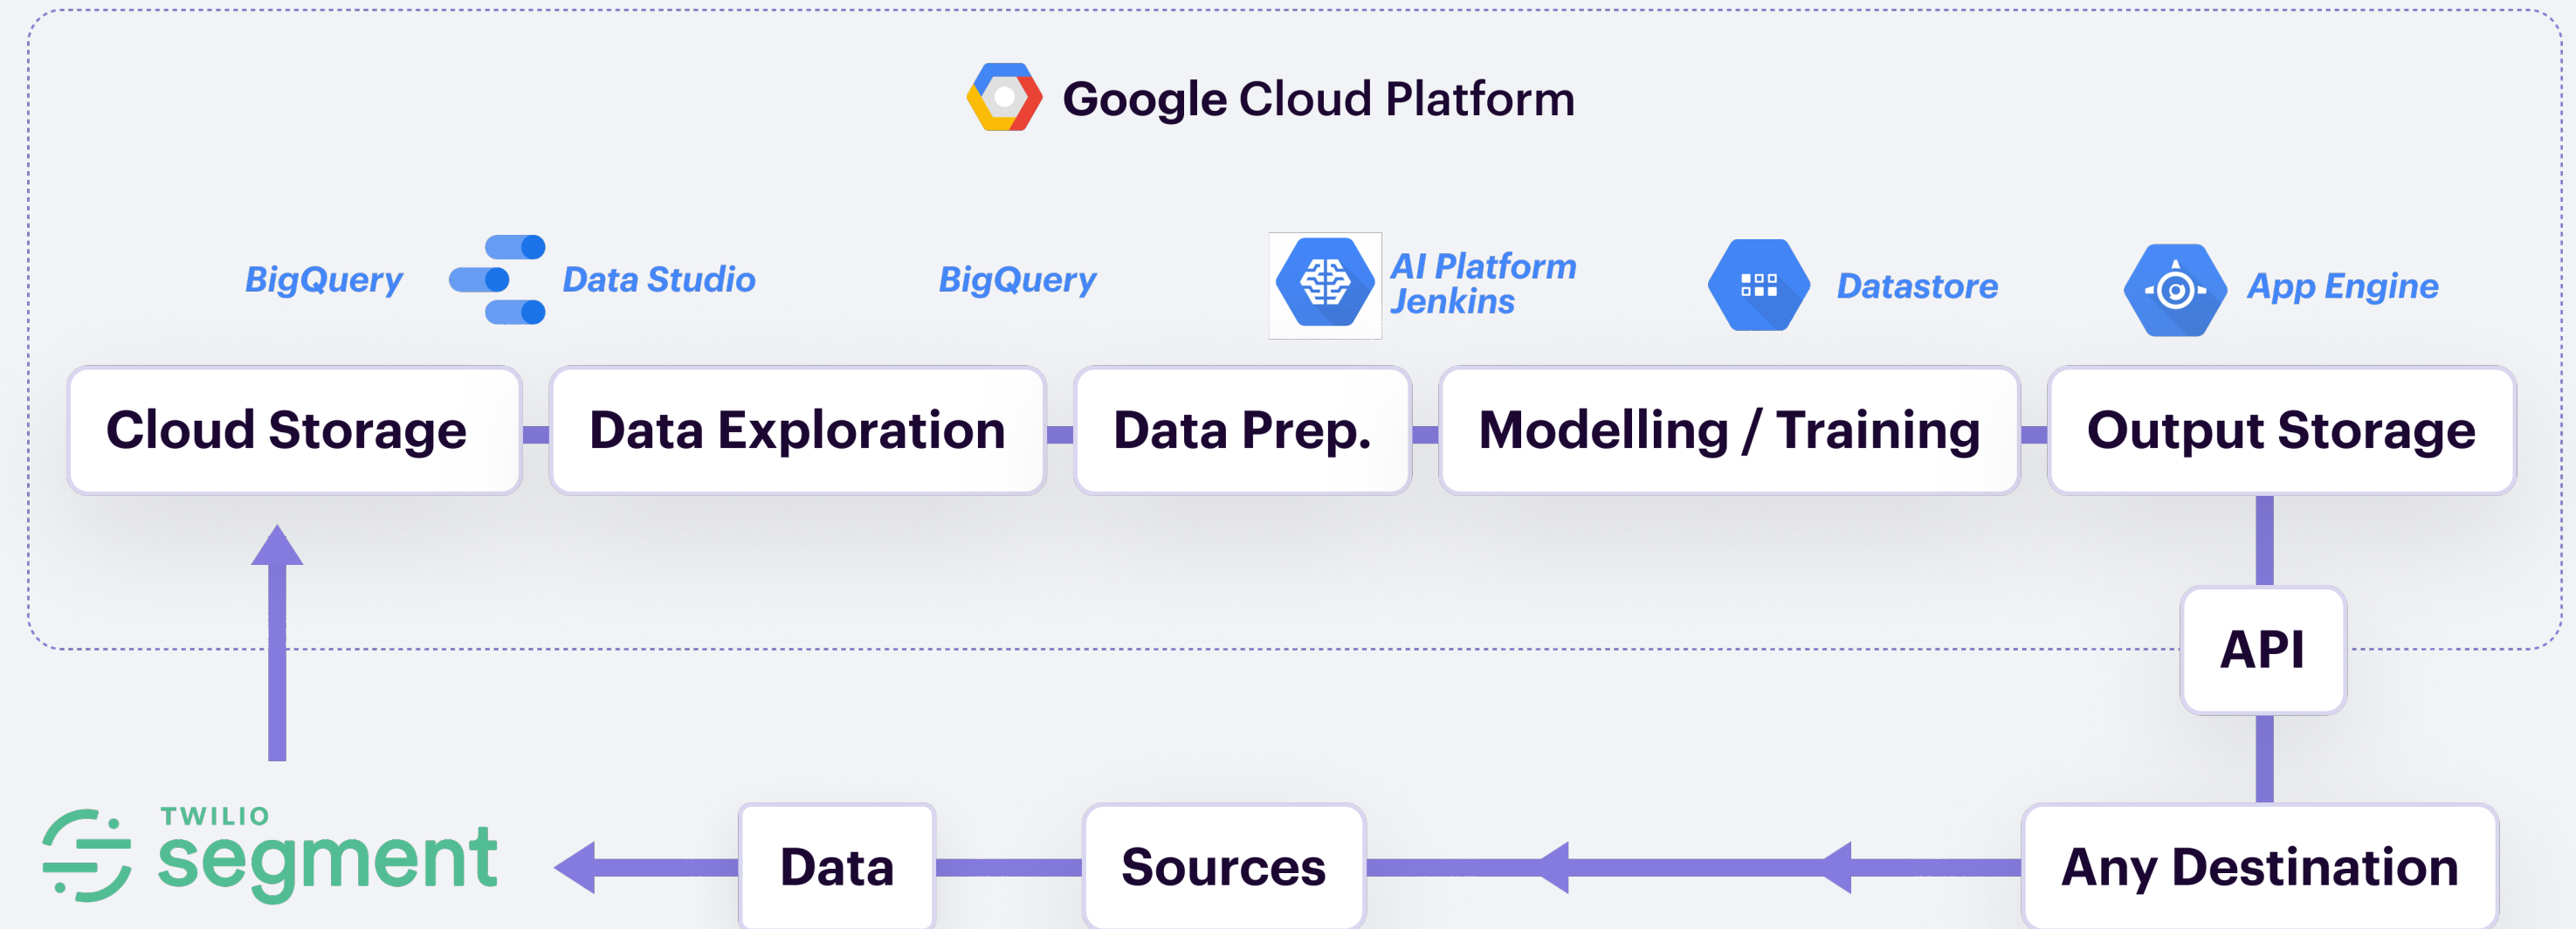 Google Cloud Platform
BigQuery
Data Studio
BigQuery
AI Platform
Jenkins
Datastore
App Engine
Cloud Storage
Data Exploration
Data Prep.
Modelling / Training
Output Storage
API
TWILIO
segment
Data
Sources
Any Destination